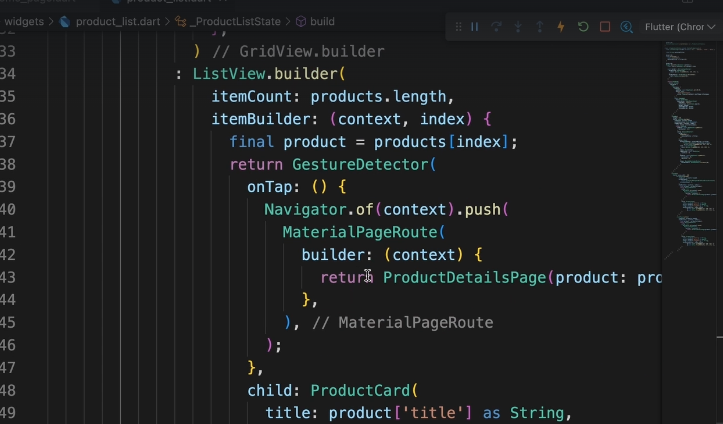 widgets > product_list.dart > _ProductListState > build
Flutter (Chror
33 ) // GridView.builder
34 : ListView.builder(
35 itemCount: products.length,
36 itemBuilder: (context, index) {
37 final product = products[index];
38 return GestureDetector(
39 onTap: () {
40 Navigator.of(context).push(
41 MaterialPageRoute(
42 builder: (context) {
43 return ProductDetailsPage(product: pro
44 },
45 ), // MaterialPageRoute
46 );
47 },
48 child: ProductCard(
49 title: product['title'] as String,